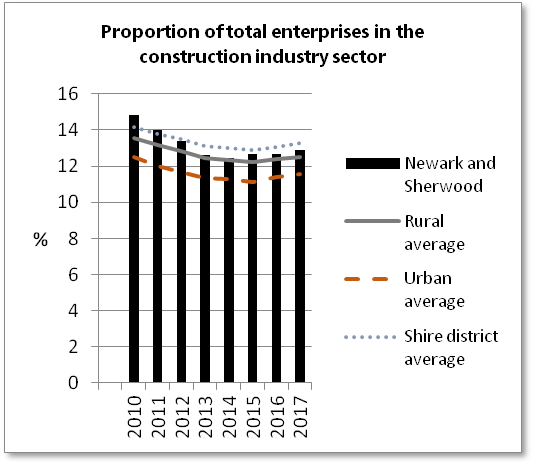 Proportion of total enterprises in the
construction industry sector
16
14
12
10
8
6
4
2
0
%
2010
2011
2012
2013
2014
2015
2016
2017
Newark and
Sherwood
Rural
average
Urban
average
Shire district
average